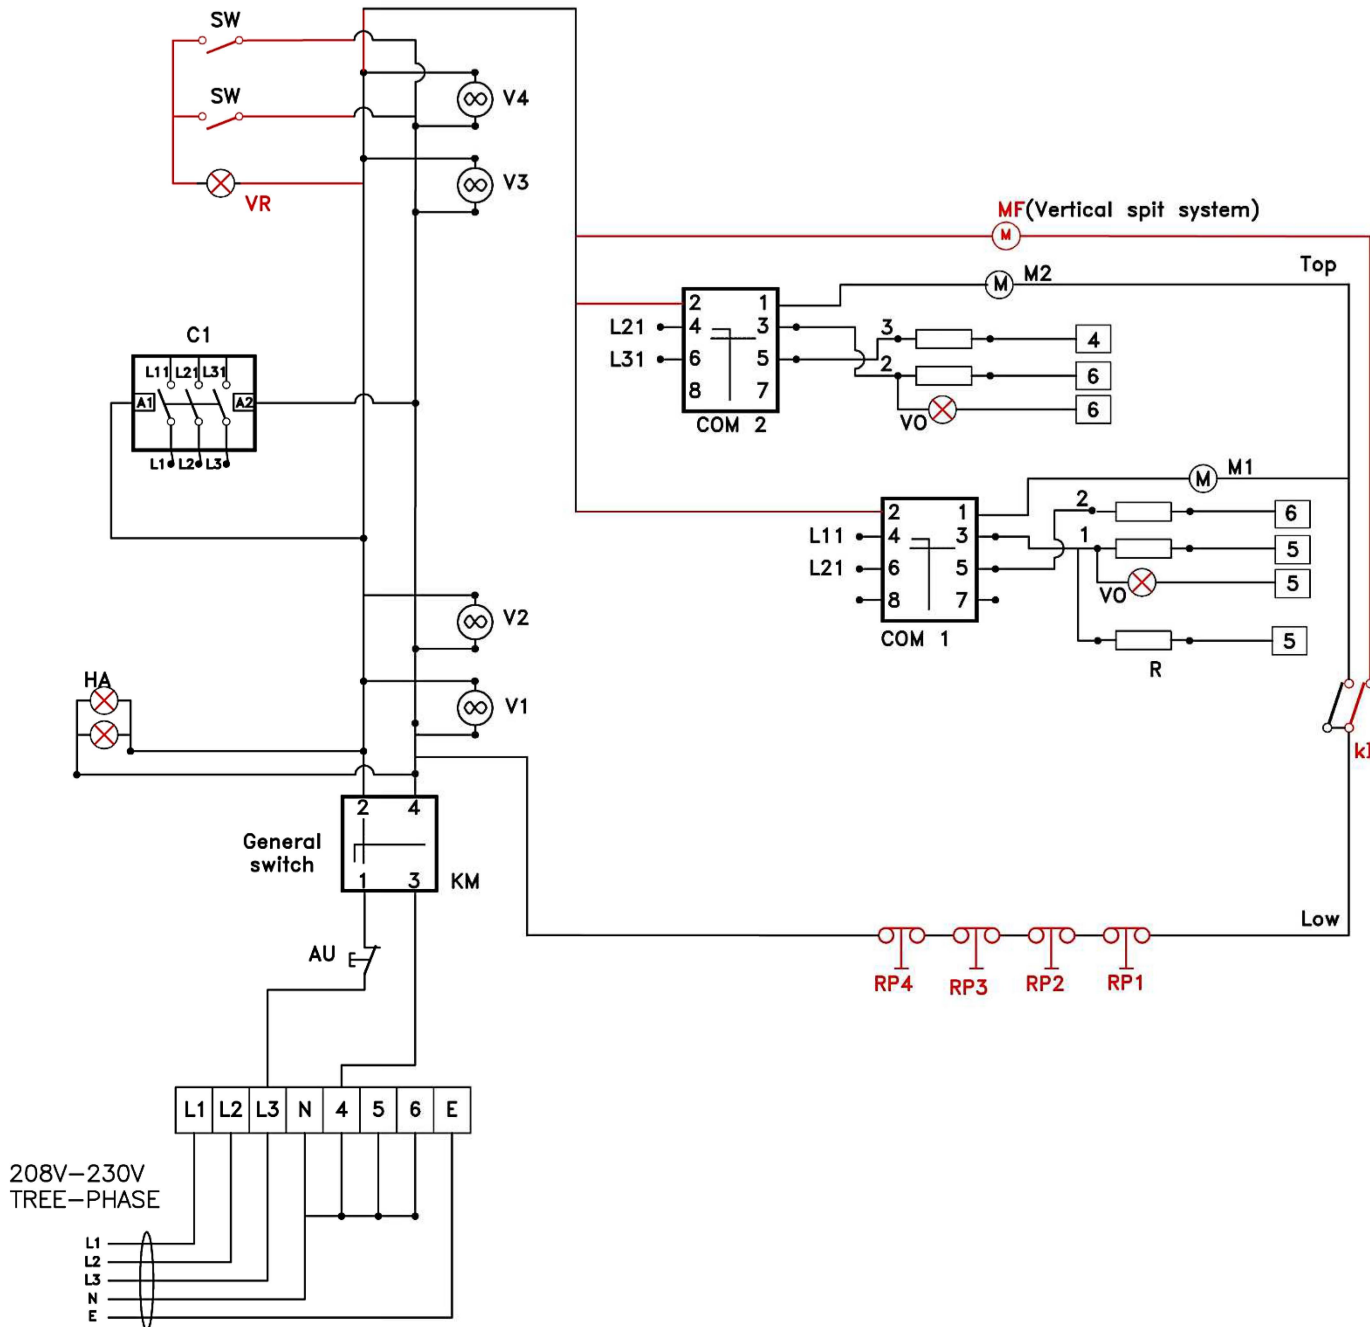 SW
SW
V4
VR
V3
MF(Vertical spit system)
M
Top
M M2
C1
L11 L21 L31
A1 A2
L1 L2 L3
L21
L31
2 1
4 3
6 5
8 7
COM 2
3
4
2
6
VO
6
M M1
L11
L21
2 1
4 3
6 5
8 7
COM 1
2
6
1
5
VO
5
R
5
V2
HA
V1
2 4
General
switch
1 3
KM
AU
Low
RP4 RP3 RP2 RP1
L1 L2 L3 N 4 5 6 E
208V-230V
TREE-PHASE
L1
L2
L3
N
E